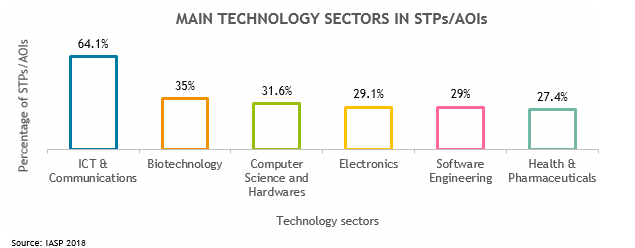 MAIN TECHNOLOGY SECTORS IN STPs/AOIs
Percentage of STPs/AOIs
64.1%
35%
31.6%
29.1%
29%
27.4%
ICT &
Communications
Biotechnology
Computer
Science and
Hardwares
Electronics
Software
Engineering
Health &
Pharmaceuticals
Technology sectors
Source: IASP 2018